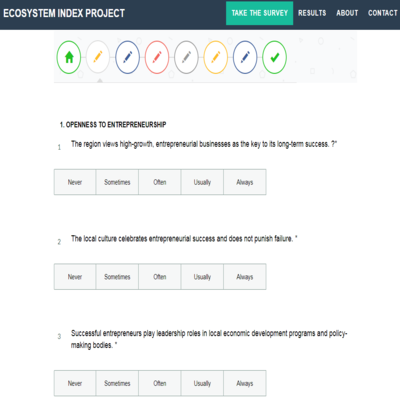 ECOSYSTEM INDEX PROJECT TAKE THE SURVEY RESULTS ABOUT CONTACT
1. OPENNESS TO ENTREPRENEURSHIP
1 The region views high-growth, entrepreneurial businesses as the key to its long-term success. ?*
Never Sometimes Often Usually Always
2 The local culture celebrates entrepreneurial success and does not punish failure. *
Never Sometimes Often Usually Always
3 Successful entrepreneurs play leadership roles in local economic development programs and policy-
making bodies. *
Never Sometimes Often Usually Always